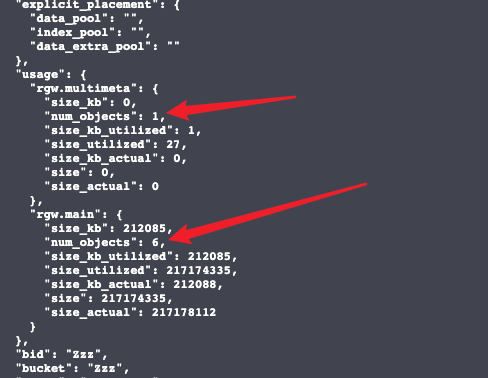 "explicit_placement": {
"data_pool": "",
"index_pool": "",
"data_extra_pool": ""
},
"usage": {
"rgw.multimeta": {
"size_kb": 0,
"num_objects": 1,
"size_kb_utilized": 1,
"size_utilized": 27,
"size_kb_actual": 0,
"size": 0,
"size_actual": 0
},
"rgw.main": {
"size_kb": 212085,
"num_objects": 6,
"size_kb_utilized": 212085,
"size_utilized": 217174335,
"size_kb_actual": 212088,
"size": 217174335,
"size_actual": 217178112
}
},
"bid": "Zzz",
"bucket": "Zzz",